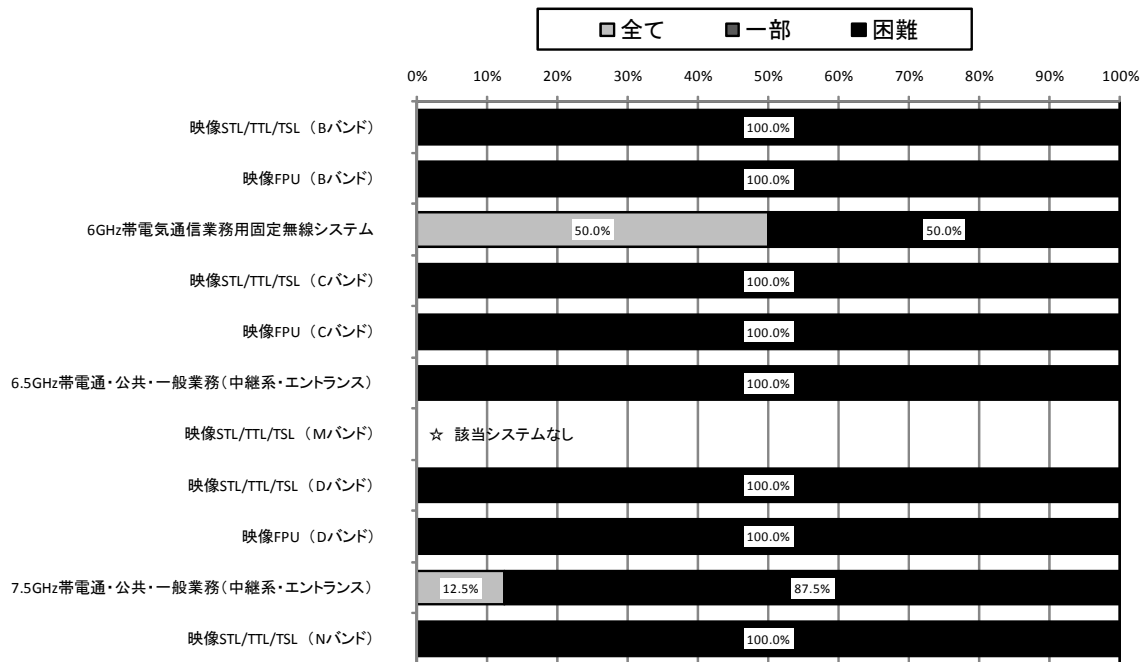 全て 一部 困難
0% 10% 20% 30% 40% 50% 60% 70% 80% 90% 100%
映像STL/TTL/TSL （Bバンド） 100.0%
映像FPU （Bバンド） 100.0%
6GHz帯電気通信業務用固定無線システム 50.0% 50.0%
映像STL/TTL/TSL （Cバンド） 100.0%
映像FPU （Cバンド） 100.0%
6.5GHz帯電通・公共・一般業務（中継系・エントランス） 100.0%
映像STL/TTL/TSL （Mバンド） ☆ 該当システムなし
映像STL/TTL/TSL （Dバンド） 100.0%
映像FPU （Dバンド） 100.0%
7.5GHz帯電通・公共・一般業務（中継系・エントランス） 12.5% 87.5%
映像STL/TTL/TSL （Nバンド） 100.0%